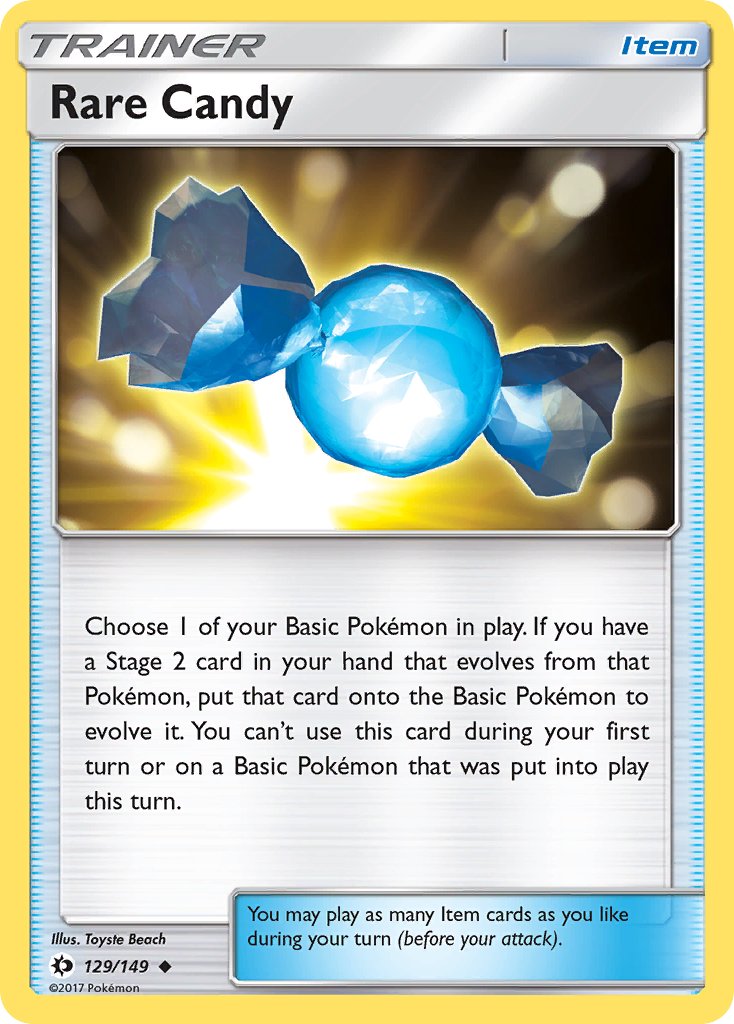 TRAINER
Item
Rare Candy
Choose 1 of your Basic Pokémon in play. If you have
a Stage 2 card in your hand that evolves from that
Pokémon, put that card onto the Basic Pokémon to
evolve it. You can't use this card during your first
turn or on a Basic Pokémon that was put into play
this turn.
You may play as many Item cards as you like
during your turn (before your attack).
Illus. Toyste Beach
129/149
©2017 Pokémon